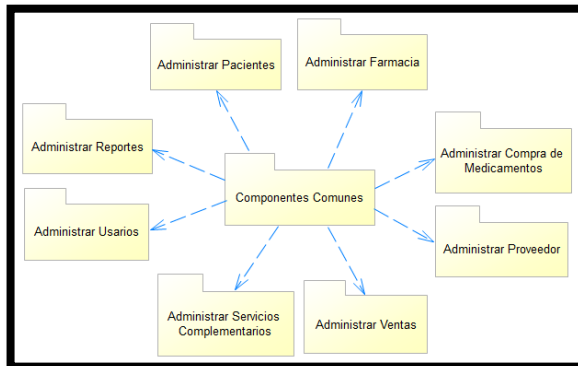 Administrar Pacientes
Administrar Farmacia
Administrar Reportes
Administrar Compra de
Medicamentos
Componentes Comunes
Administrar Usarios
Administrar Proveedor
Administrar Servicios
Complementarios
Administrar Ventas